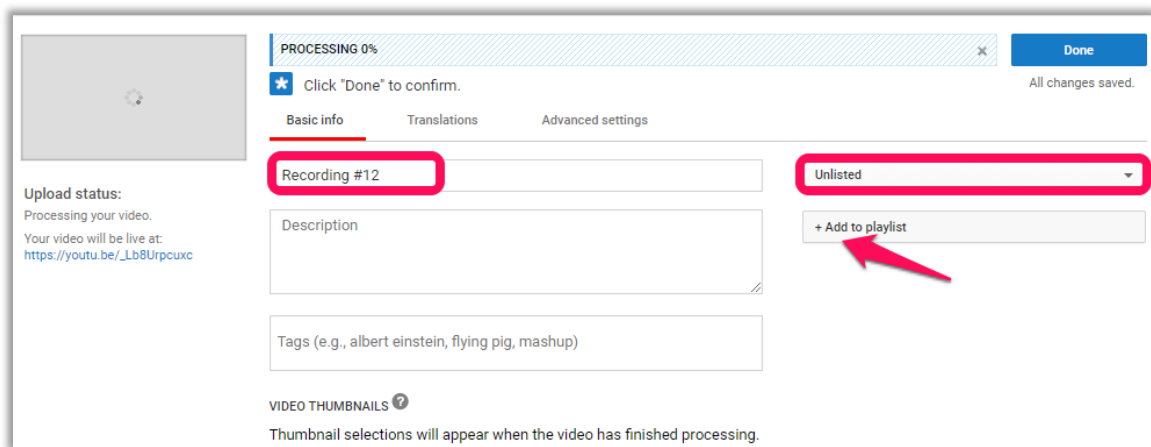 PROCESSING 0%
×
Done
Click "Done" to confirm.
All changes saved.
Basic info
Translations
Advanced settings
Recording #12
Unlisted
Upload status:
Processing your video.
Your video will be live at:
https://youtu.be/_Lb8Urpcuxc
Description
+ Add to playlist
Tags (e.g., albert einstein, flying pig, mashup)
VIDEO THUMBNAILS ?
Thumbnail selections will appear when the video has finished processing.